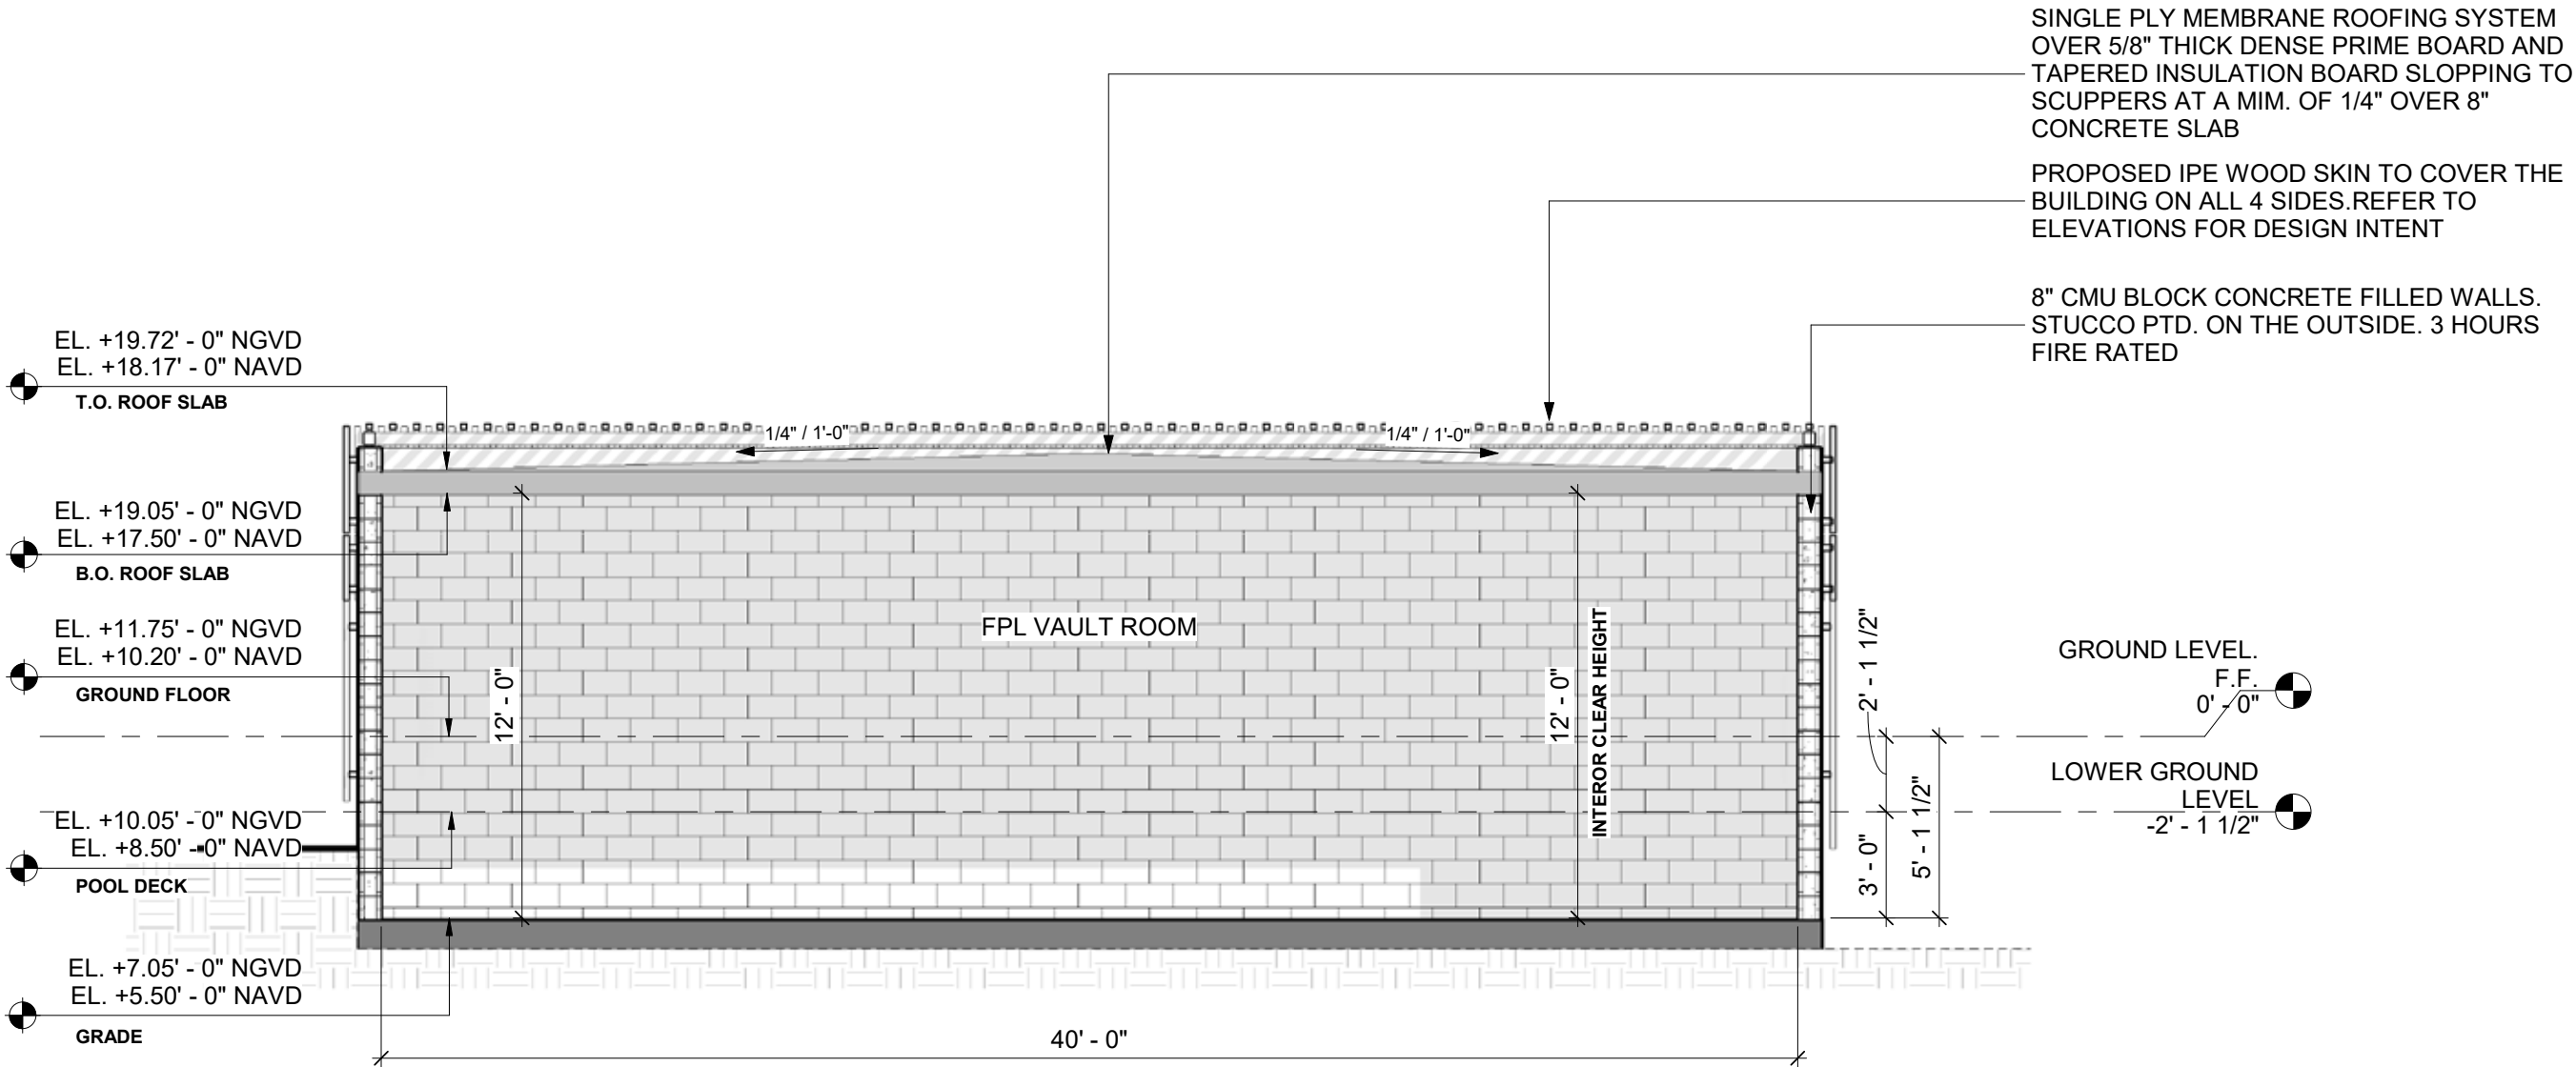 SINGLE PLY MEMBRANE ROOFING SYSTEM
OVER 5/8" THICK DENSE PRIME BOARD AND
TAPERED INSULATION BOARD SLOPPING TO
SCUPPERS AT A MIM. OF 1/4" OVER 8"
CONCRETE SLAB
PROPOSED IPE WOOD SKIN TO COVER THE
BUILDING ON ALL 4 SIDES.REFER TO
ELEVATIONS FOR DESIGN INTENT
8" CMU BLOCK CONCRETE FILLED WALLS.
STUCCO PTD. ON THE OUTSIDE. 3 HOURS
FIRE RATED
EL. +19.72' - 0" NGVD
EL. +18.17' - 0" NAVD
T.O. ROOF SLAB
1/4" / 1'-0"
1/4" / 1'-0"
EL. +19.05' - 0" NGVD
EL. +17.50' - 0" NAVD
B.O. ROOF SLAB
EL. +11.75' - 0" NGVD
EL. +10.20' - 0" NAVD
GROUND FLOOR
FPL VAULT ROOM
12' - 0"
12' - 0"
INTEROR CLEAR HEIGHT
2' - 1 1/2"
GROUND LEVEL.
F.F.
0' - 0"
LOWER GROUND
LEVEL
-2' - 1 1/2"
3' - 0"
5' - 1 1/2"
EL. +10.05' - 0" NGVD
EL. +8.50' - 0" NAVD
POOL DECK
EL. +7.05' - 0" NGVD
EL. +5.50' - 0" NAVD
GRADE
40' - 0"